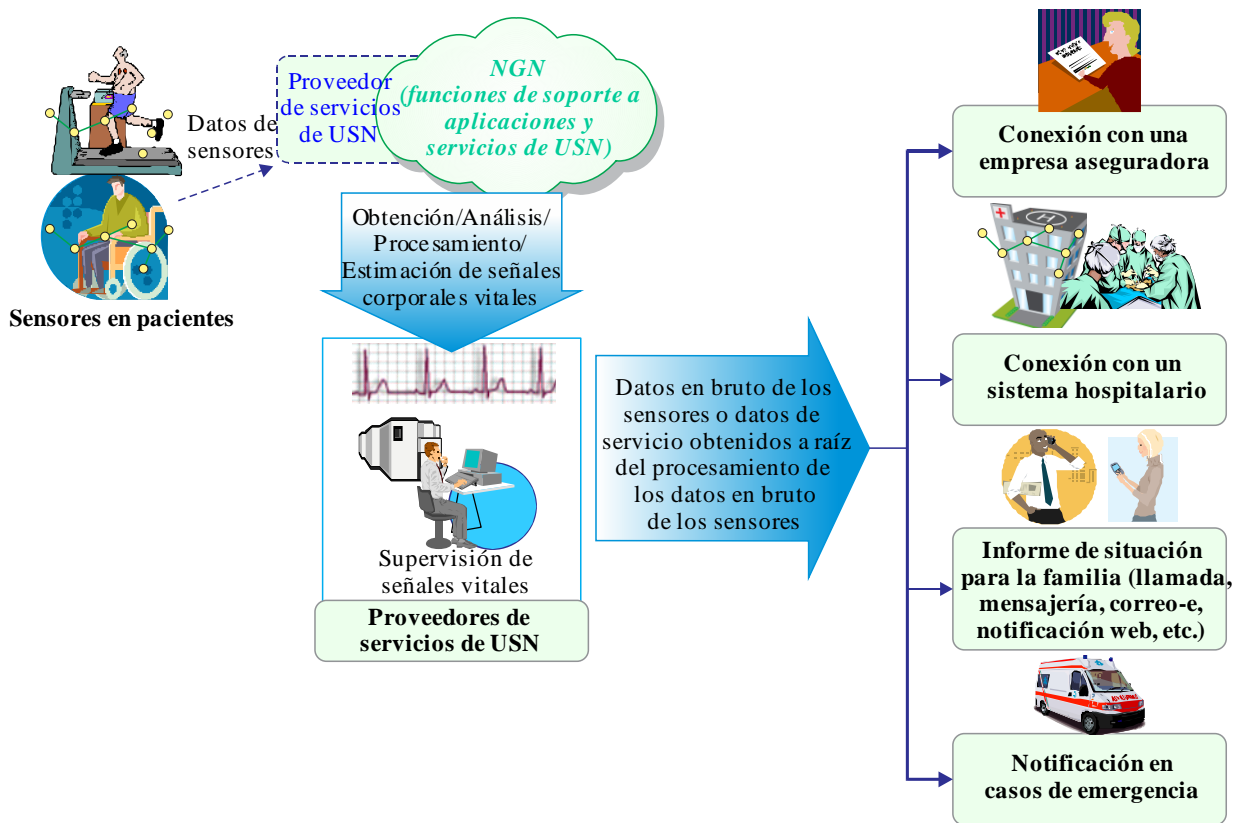 Datos de
sensores
Sensores en pacientes
Proveedor
de servicios
de USN
NGN
(funciones de soporte a
aplicaciones y
servicios de USN)
Obtención/Análisis/
Procesamiento/
Estimación de señales
corporales vitales
Supervisión de
señales vitales
Proveedores de
servicios de USN
Datos en bruto de los
sensores o datos de
servicio obtenidos a raíz
del procesamiento de
los datos en bruto
de los sensores
Conexión con una
empresa aseguradora
H
Conexión con un
sistema hospitalario
Informe de situación
para la familia (llamada,
mensajería, correo-e,
notificación web, etc.)
Notificación en
casos de emergencia